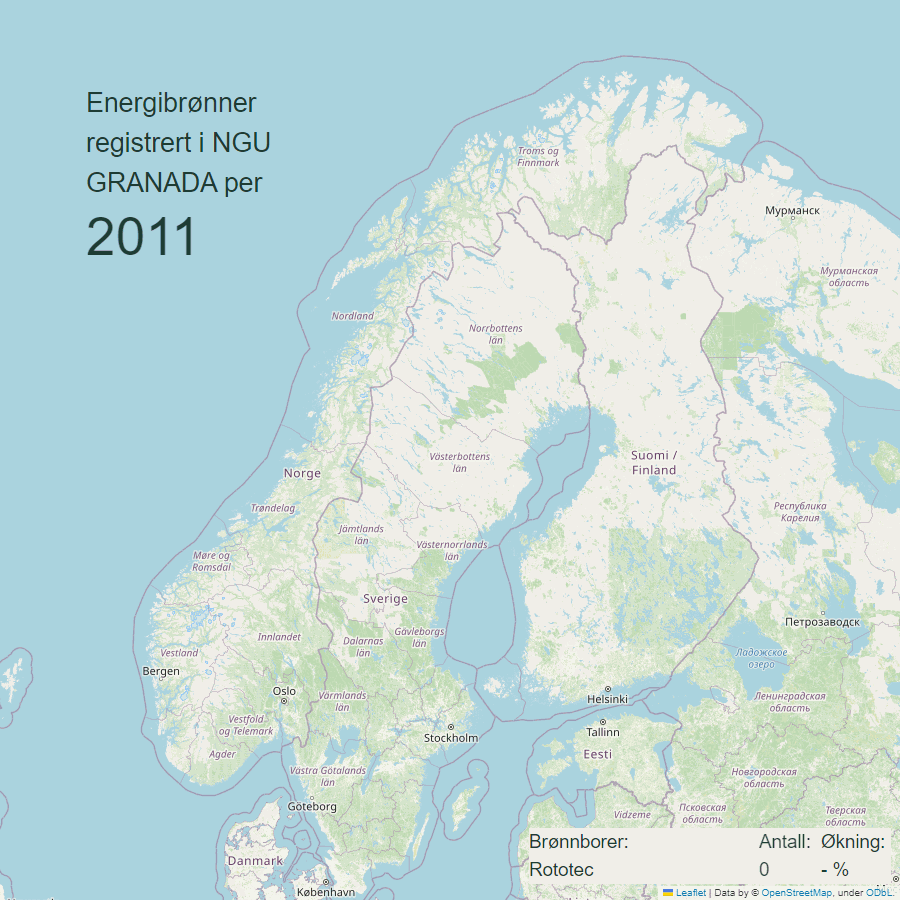 Energibrønner
registrert i NGU
GRANADA per
2011
Troms og
Finnmark
Мурманск
Мурманская
область
Nordland
Norrbottens
län
Västerbottens
län
Suomi /
Finland
Norge
Trøndelag
Республика
Карелия
Jämtlands
län
Västernorrlands
län
Møre og
Romsdal
Sverige
Петрозаводск
Innlandet
Gävleborgs
län
Dalarnas
län
Vestland
Ладожское
озеро
Bergen
Oslo
Värmlands
län
Helsinki
Ленинградская
область
Vestfold
og Telemark
Stockholm
Tallinn
Agder
Eesti
Västra Götalands
län
Новгородская
область
Göteborg
Vidzeme
Псковская
область
Тверская
область
Danmark
København
Brønnborer: Antall: Økning:
Rototec 0 - %
Leaflet | Data by © OpenStreetMap, under ODbL.